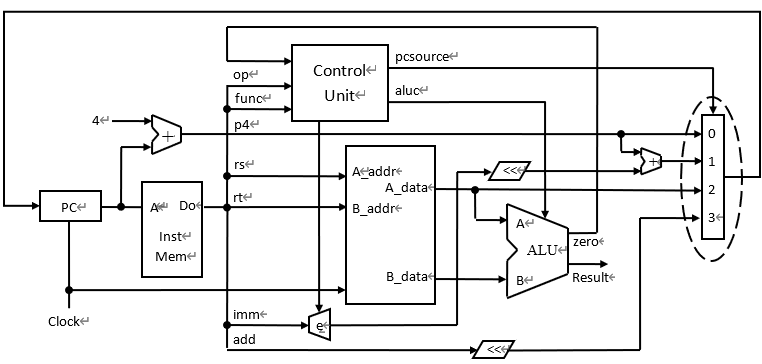 pcsource↵
Control↵
op↵
Unit↵
aluc↵
func↵
4↵
p4↵
+↵
0↵
rs↵
A↵addr↵
<<↵
+↵
1↵
A_data↵
rt↵
2↵
PC↵
A↵
Do↵
B_addr↵
3↵
A↵
Inst↵
zero↵
ALU↵
Mem↵
B_data↵
B↵
Result↵
Clock↵
imm↵
e↵
add
<<↵